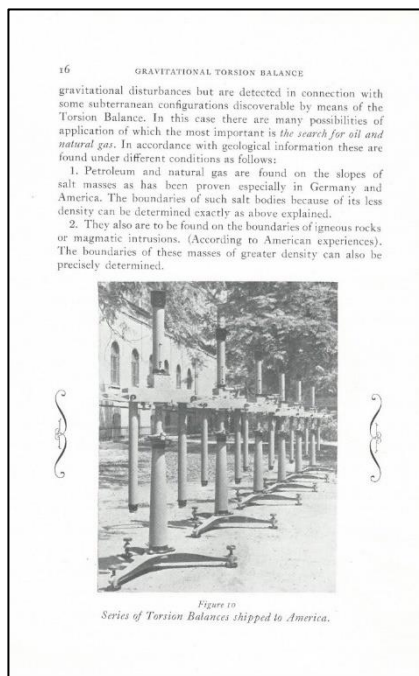 16 GRAVITATIONAL TORSION BALANCE
gravitational disturbances but are detected in connection with
some subterranean configurations discoverable by means of the
Torsion Balance. In this case there are many possibilities of
application of which the most important is the search for oil and
natural gas. In accordance with geological information these are
found under different conditions as follows:
1. Petroleum and natural gas are found on the slopes of
salt masses as has been proven especially in Germany and
America. The boundaries of such salt bodies because of its less
density can be determined exactly as above explained.
2. They also are to be found on the boundaries of igneous rocks
or magmatic intrusions. (According to American experiences).
The boundaries of these masses of greater density can also be
precisely determined.
Figure 10
Series of Torsion Balances shipped to America.